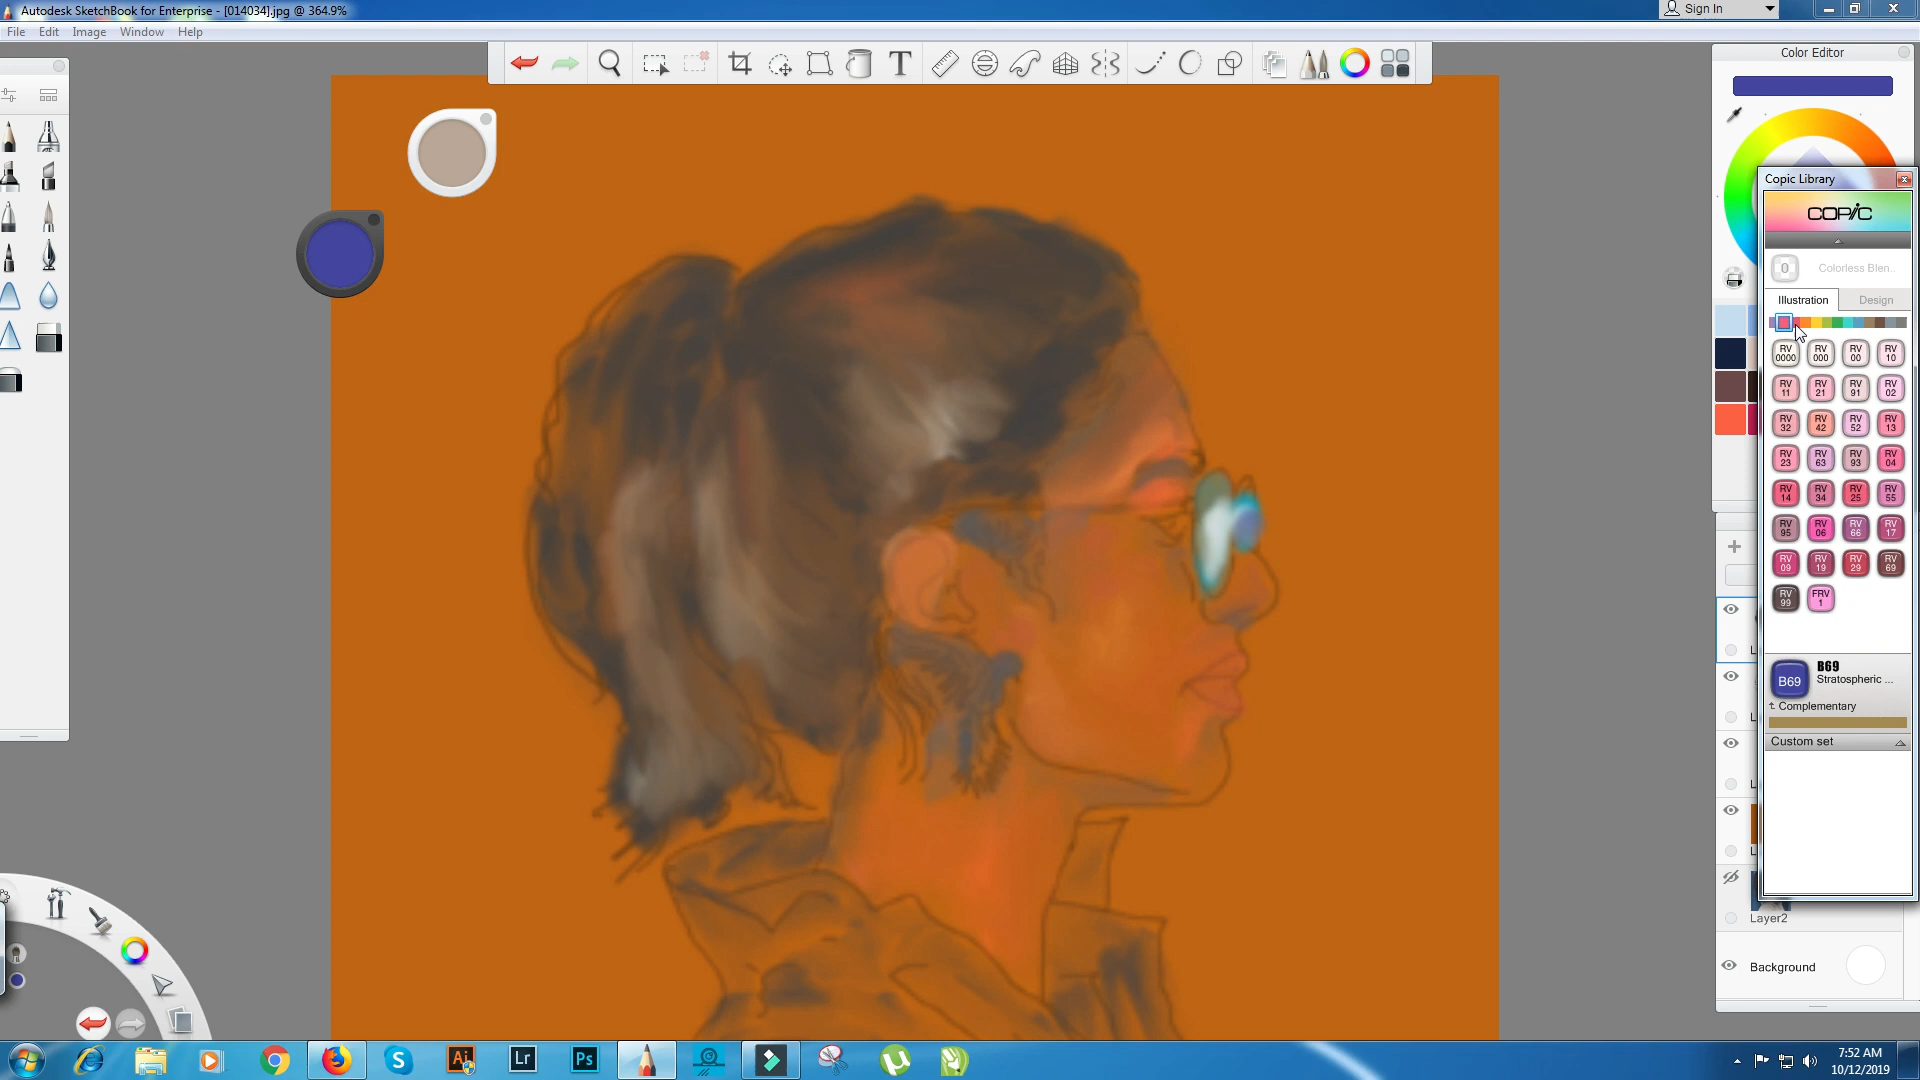 Autodesk SketchBook for Enterprise - [014034].jpg @ 364.9%
Sign In
File Edit Image Window Help
T
Color Editor
Copic Library
COPIC
0 Colorless Blen..
Illustration Design
RV 0000 RV 000 RV 00 RV 10
RV 11 RV 21 RV 91 RV 02
RV 32 RV 42 RV 52 RV 13
RV 23 RV 63 RV 93 RV 04
RV 14 RV 34 RV 25 RV 55
RV 95 RV 06 RV 66 RV 17
RV 09 RV 19 RV 29 RV 69
RV 99 FRV 1
B69 B69
Stratospheric ...
Complementary
Custom set
L
L
L
L
Layer2
Background
S Ai Lr Ps
7:52 AM
10/12/2019